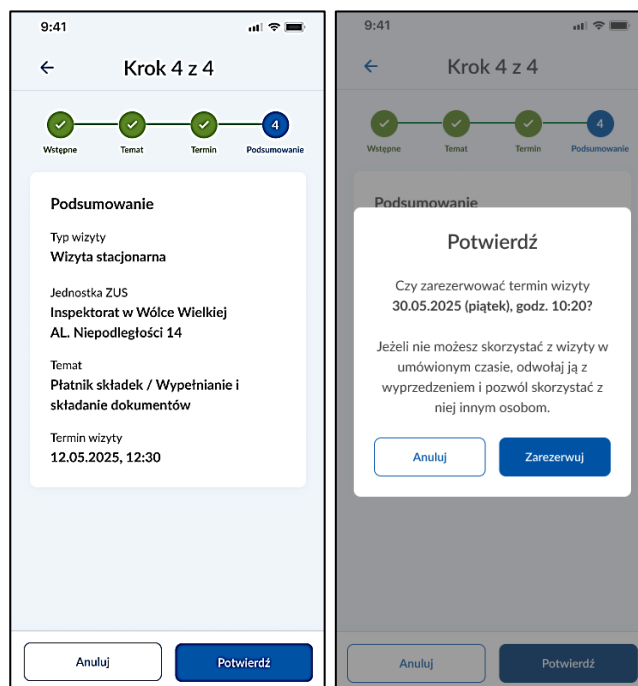 9:41
Krok 4 z 4
4
Wstępne Temat Termin Podsumowanie
Podsumowanie
Typ wizyty
Wizyta stacjonarna
Jednostka ZUS
Inspektorat w Wólce Wielkiej
AL. Niepodległości 14
Temat
Płatnik składek / Wypełnianie i
składanie dokumentów
Termin wizyty
12.05.2025, 12:30
Anuluj Potwierdź
9:41
Krok 4 z 4
4
Wstępne Temat Termin Podsumowanie
Podsumowanie
Potwierdź
Czy zarezerwować termin wizyty
30.05.2025 (piątek), godz. 10:20?
Jeżeli nie możesz skorzystać z wizyty w
umówionym czasie, odwołaj ją z
wyprzedzeniem i pozwól skorzystać z
niej innym osobom.
Anuluj Zarezerwuj
Anuluj Potwierdź